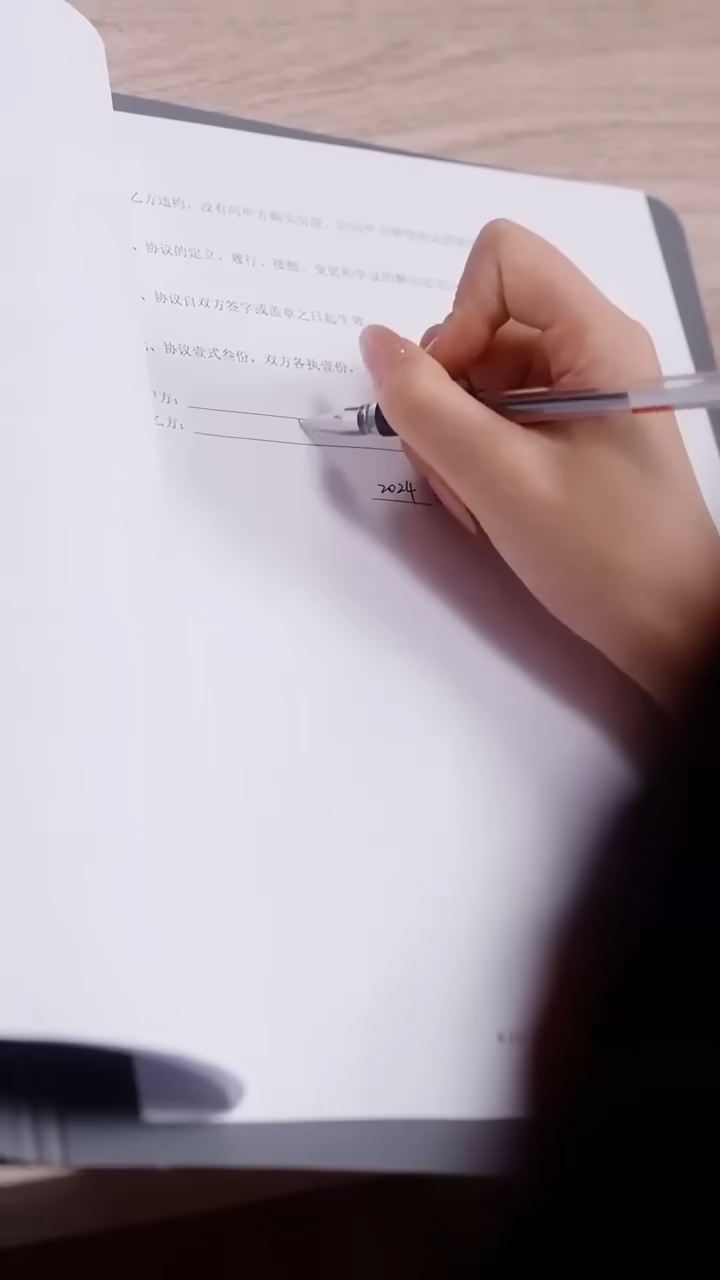 乙方违约,没有向甲方购买房屋,
、协议的定立、履行、接触、变更和争议的解
、协议自双方签字或盖章之日起生效
、协议壹式叁份,双方各执壹份,
方:
乙方:
2024